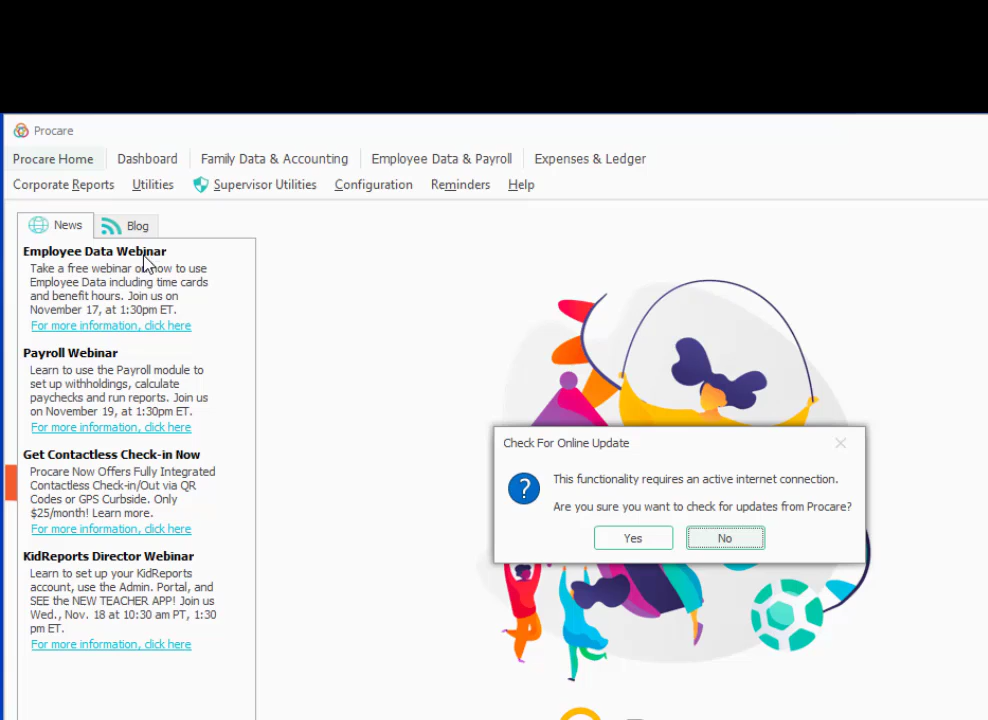 Procare
Procare Home Dashboard Family Data & Accounting Employee Data & Payroll Expenses & Ledger
Corporate Reports Utilities Supervisor Utilities Configuration Reminders Help
News Blog
Employee Data Webinar
Take a free webinar on how to use
Employee Data including time cards
and benefit hours. Join us on
November 17, at 1:30pm ET.
For more information, click here
Payroll Webinar
Learn to use the Payroll module to
set up withholdings, calculate
paychecks and run reports. Join us
on November 19, at 1:30pm ET.
For more information, click here
Get Contactless Check-in Now
Procare Now Offers Fully Integrated
Contactless Check-in/Out via QR
Codes or GPS Curbside. Only
$25/month! Learn more.
For more information, click here
KidReports Director Webinar
Learn to set up your KidReports
account, use the Admin. Portal, and
SEE the NEW TEACHER APP! Join us
Wed., Nov. 18 at 10:30 am PT, 1:30
pm ET.
For more information, click here
Check For Online Update
This functionality requires an active internet connection.
Are you sure you want to check for updates from Procare?
Yes No